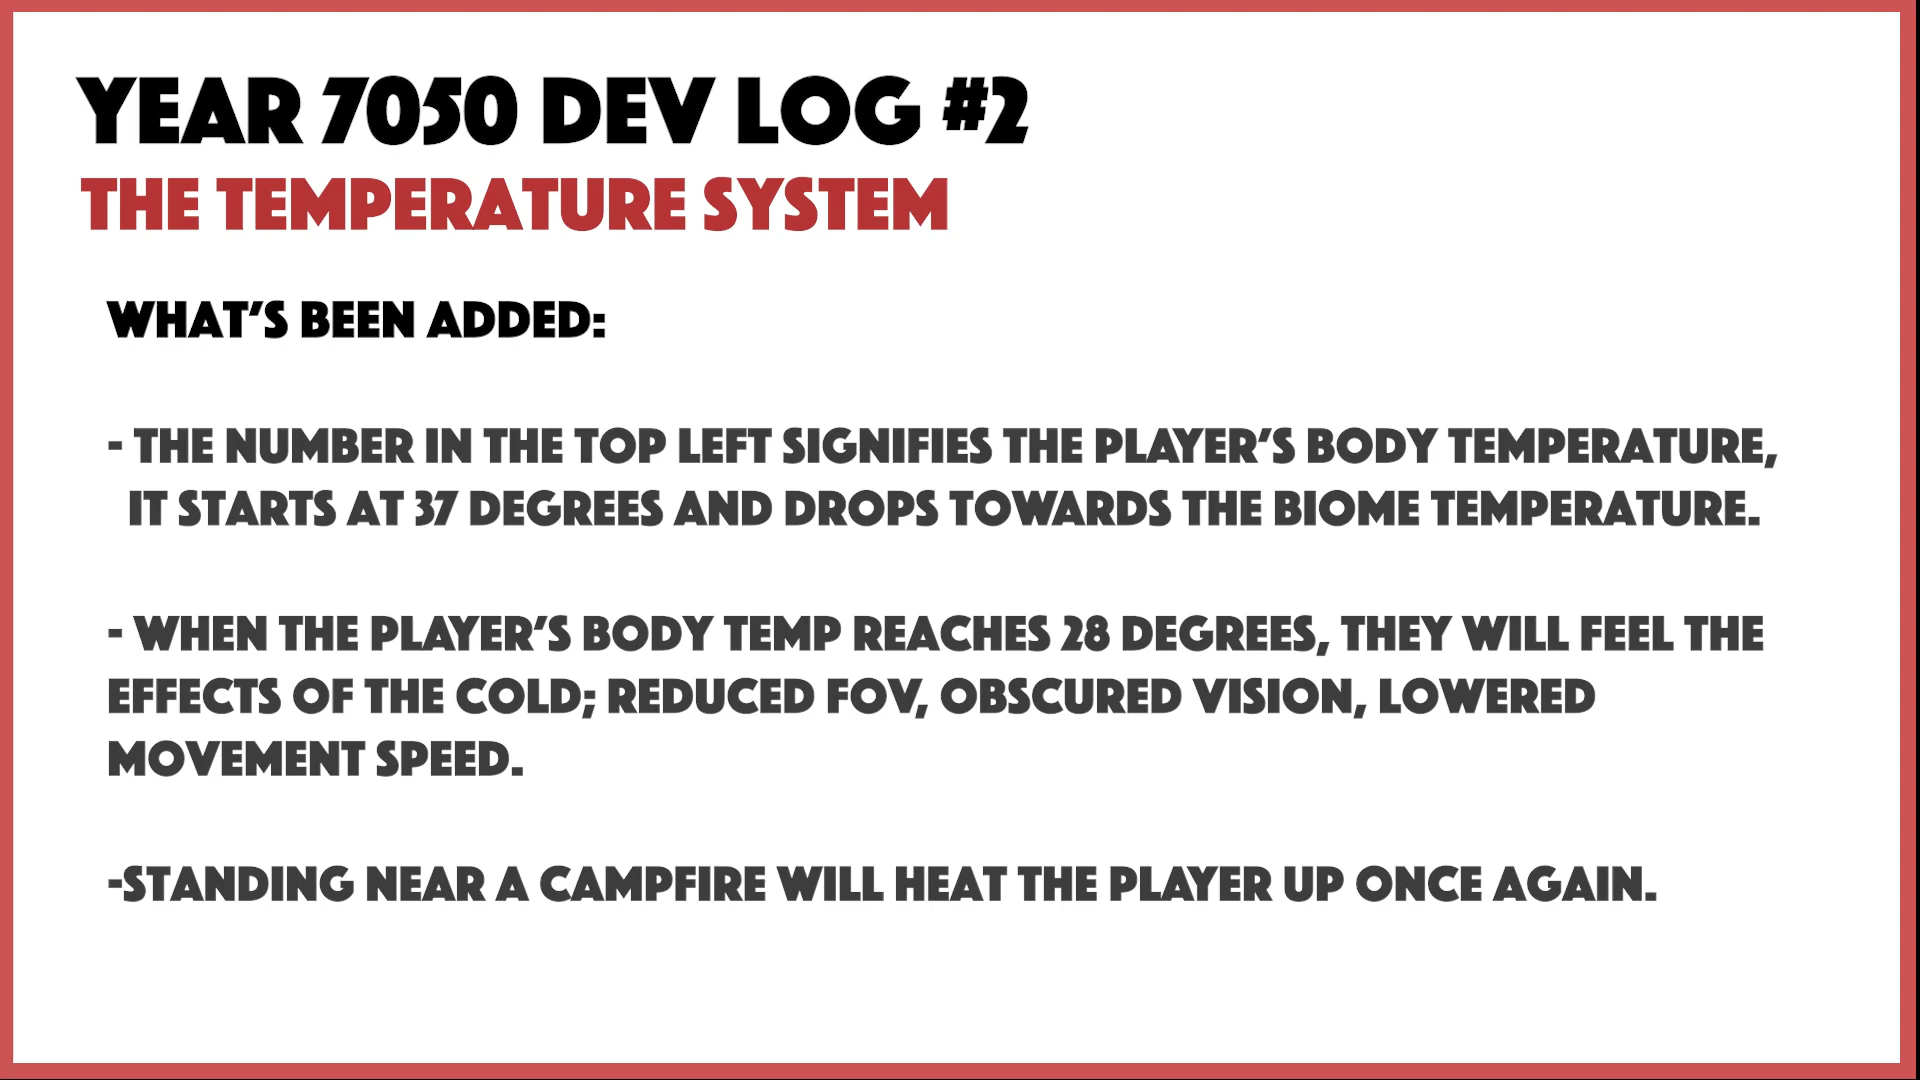 YEAR 7050 DEV LOG #2
THE TEMPERATURE SYSTEM
WHAT'S BEEN ADDED:
- THE NUMBER IN THE TOP LEFT SIGNIFIES THE PLAYER'S BODY TEMPERATURE,
IT STARTS AT 37 DEGREES AND DROPS TOWARDS THE BIOME TEMPERATURE.
- WHEN THE PLAYER'S BODY TEMP REACHES 28 DEGREES, THEY WILL FEEL THE
EFFECTS OF THE COLD; REDUCED FOV, OBSCURED VISION, LOWERED
MOVEMENT SPEED.
-STANDING NEAR A CAMPFIRE WILL HEAT THE PLAYER UP ONCE AGAIN.